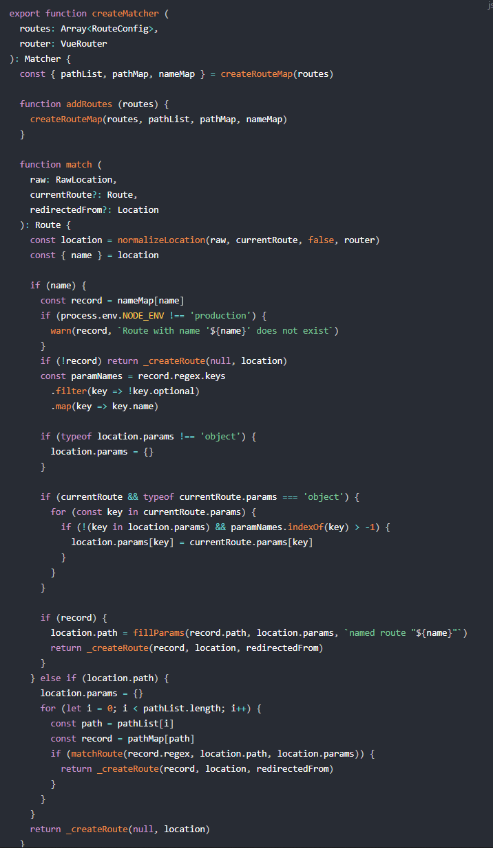 js
export function createMatcher (
  routes: Array<RouteConfig>,
  router: VueRouter
): Matcher {
  const { pathList, pathMap, nameMap } = createRouteMap(routes)

  function addRoutes (routes) {
    createRouteMap(routes, pathList, pathMap, nameMap)
  }

  function match (
    raw: RawLocation,
    currentRoute?: Route,
    redirectedFrom?: Location
  ): Route {
    const location = normalizeLocation(raw, currentRoute, false, router)
    const { name } = location

    if (name) {
      const record = nameMap[name]
      if (process.env.NODE_ENV !== 'production') {
        warn(record, `Route with name '${name}' does not exist`)
      }
      if (!record) return _createRoute(null, location)
      const paramNames = record.regex.keys
        .filter(key => !key.optional)
        .map(key => key.name)

      if (typeof location.params !== 'object') {
        location.params = {}
      }

      if (currentRoute && typeof currentRoute.params === 'object') {
        for (const key in currentRoute.params) {
          if (!(key in location.params) && paramNames.indexOf(key) > -1) {
            location.params[key] = currentRoute.params[key]
          }
        }
      }

      if (record) {
        location.path = fillParams(record.path, location.params, `named route "${name}"`)
        return _createRoute(record, location, redirectedFrom)
      }
    } else if (location.path) {
      location.params = {}
      for (let i = 0; i < pathList.length; i++) {
        const path = pathList[i]
        const record = pathMap[path]
        if (matchRoute(record.regex, location.path, location.params)) {
          return _createRoute(record, location, redirectedFrom)
        }
      }
    }
    return _createRoute(null, location)
  }